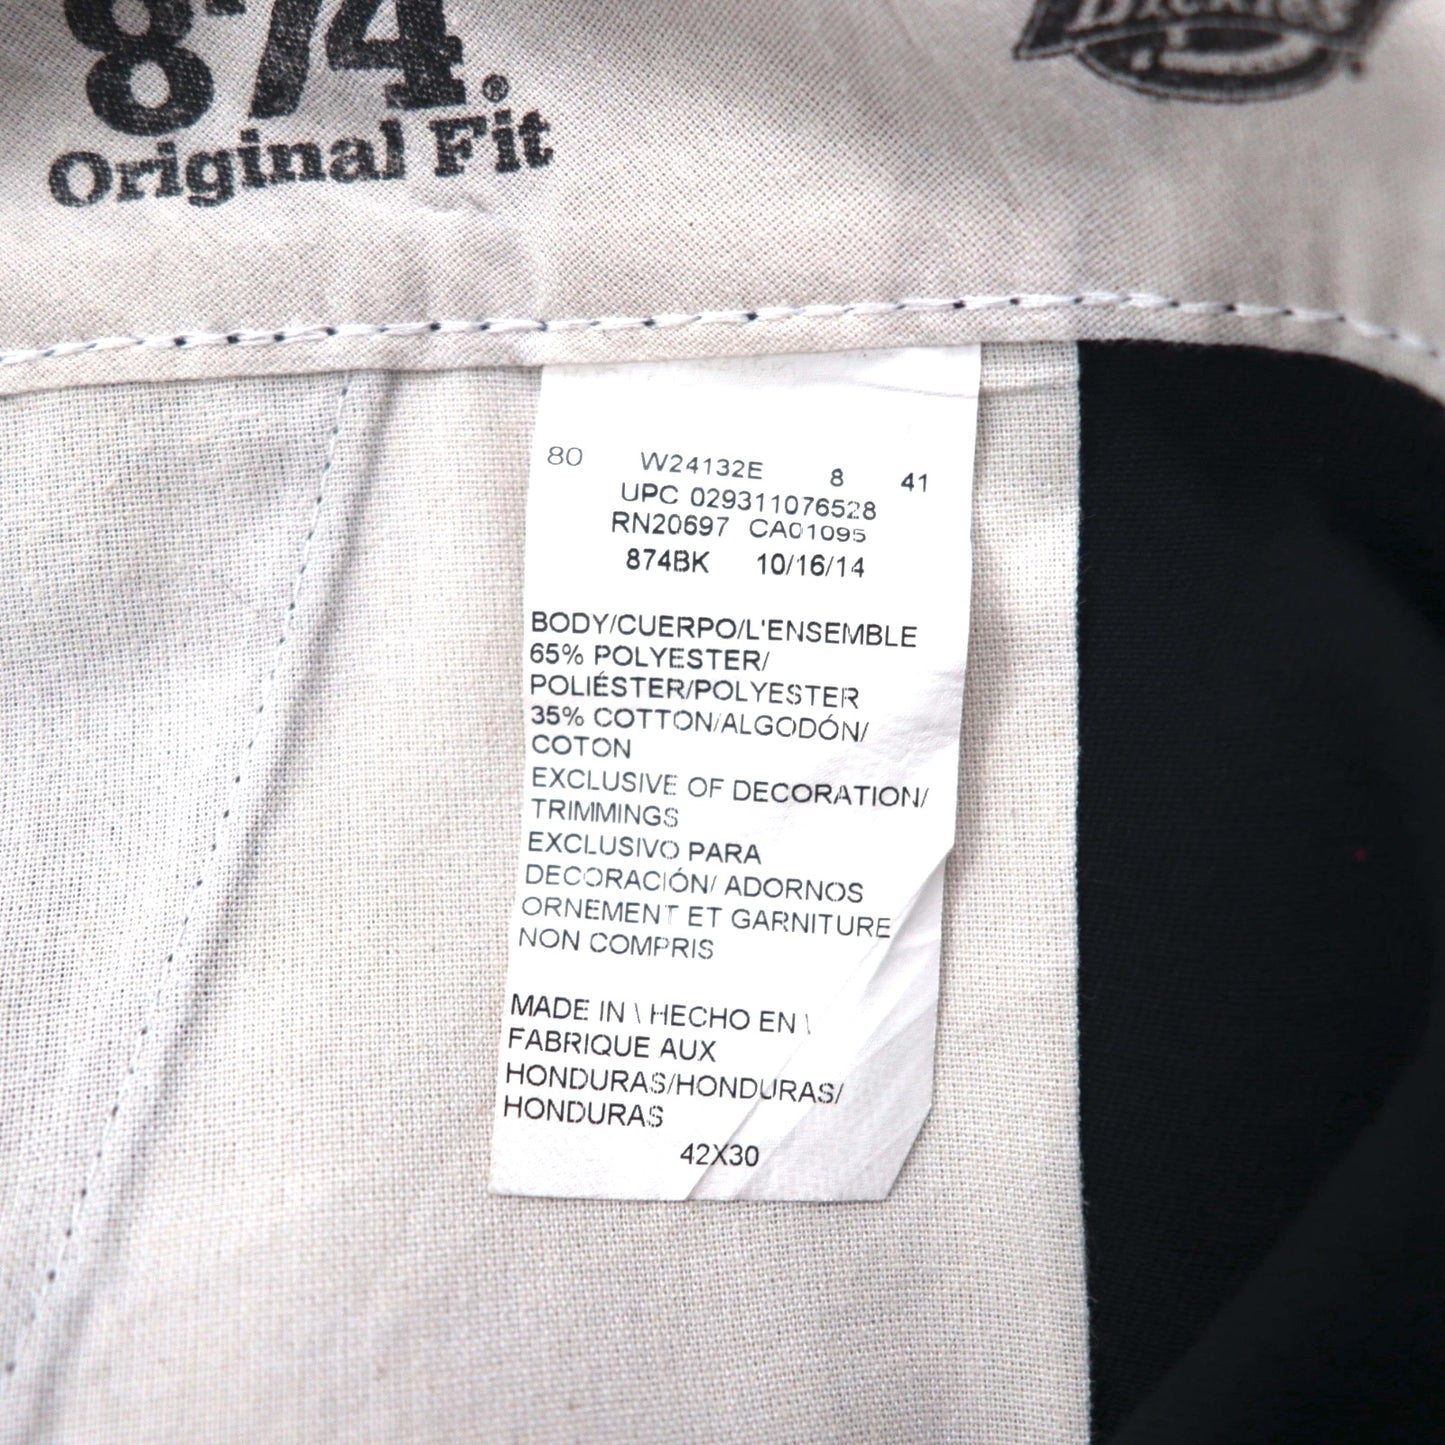 874®
Original Fit
Dickies
80 W24132E 8 41
UPC 029311076528
RN20697 CA01095
874BK 10/16/14
BODY/CUERPO/L'ENSEMBLE
65% POLYESTER/
POLIÉSTER/POLYESTER
35% COTTON/ALGODÓN/
COTON
EXCLUSIVE OF DECORATION/
TRIMMINGS
EXCLUSIVO PARA
DECORACIÓN/ ADORNOS
ORNEMENT ET GARNITURE
NON COMPRIS
MADE IN \ HECHO EN \
FABRIQUE AUX
HONDURAS/HONDURAS/
HONDURAS
42X30